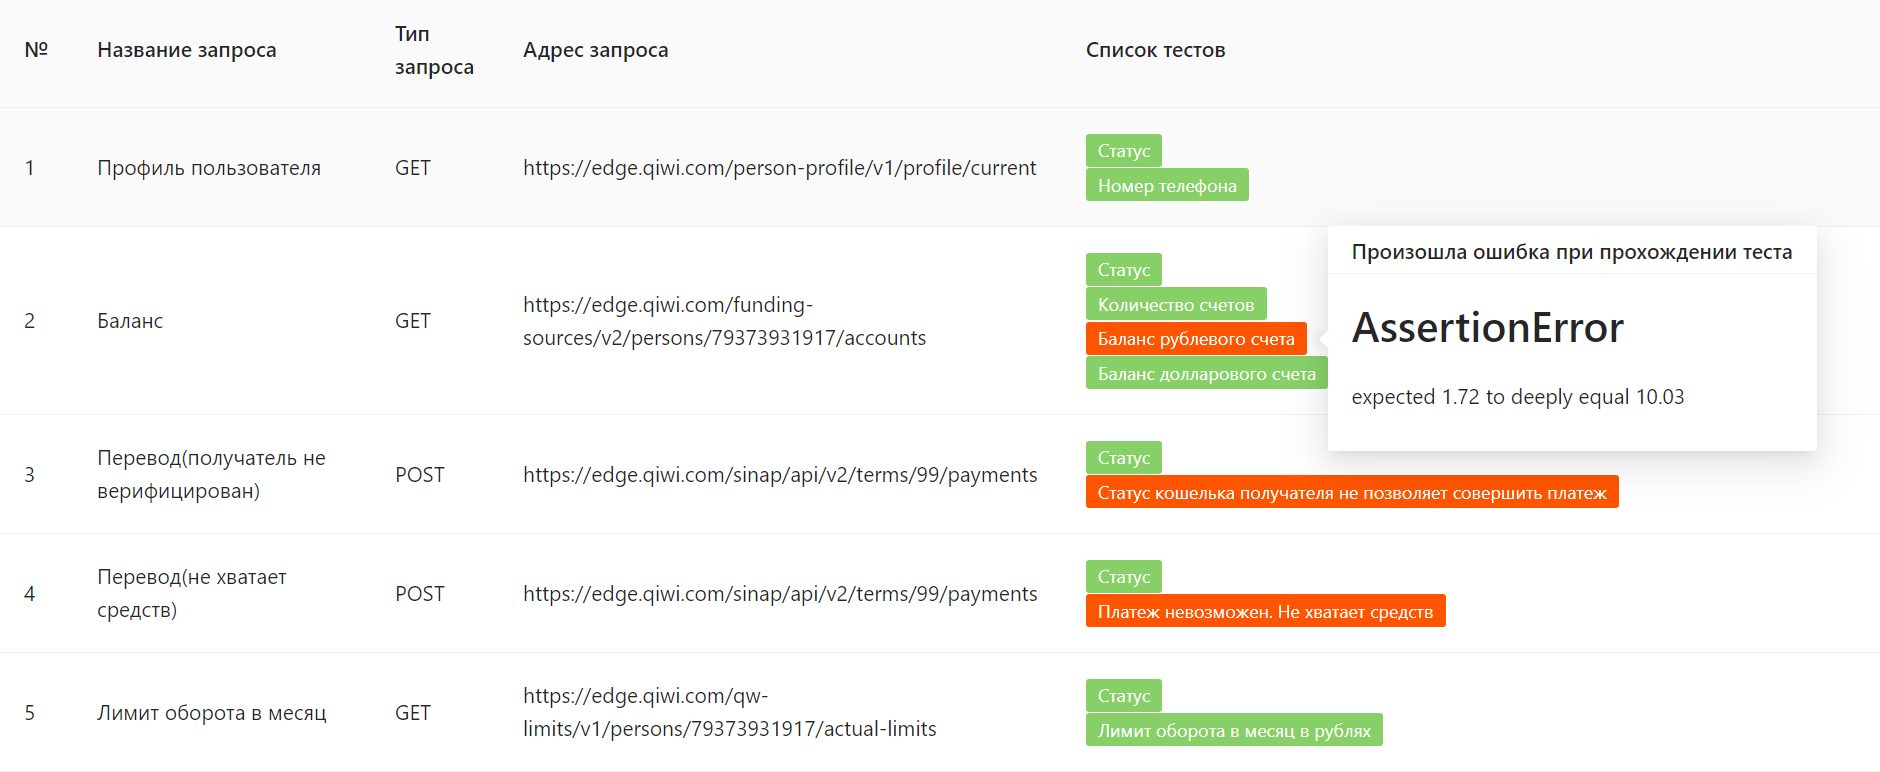 №
Название запроса
Тип
запроса
Адрес запроса
Список тестов
1
Профиль пользователя
GET
https://edge.qiwi.com/person-profile/v1/profile/current
Статус
Номер телефона
2
Баланс
GET
https://edge.qiwi.com/funding-
sources/v2/persons/79373931917/accounts
Статус
Количество счетов
Баланс рублевого счета
Баланс долларового счета
Произошла ошибка при прохождении теста
AssertionError
expected 1.72 to deeply equal 10.03
3
Перевод(получатель не
верифицирован)
POST
https://edge.qiwi.com/sinap/api/v2/terms/99/payments
Статус
Статус кошелька получателя не позволяет совершить платеж
4
Перевод(не хватает
средств)
POST
https://edge.qiwi.com/sinap/api/v2/terms/99/payments
Статус
Платеж невозможен. Не хватает средств
5
Лимит оборота в месяц
GET
https://edge.qiwi.com/qw-
limits/v1/persons/79373931917/actual-limits
Статус
Лимит оборота в месяц в рублях